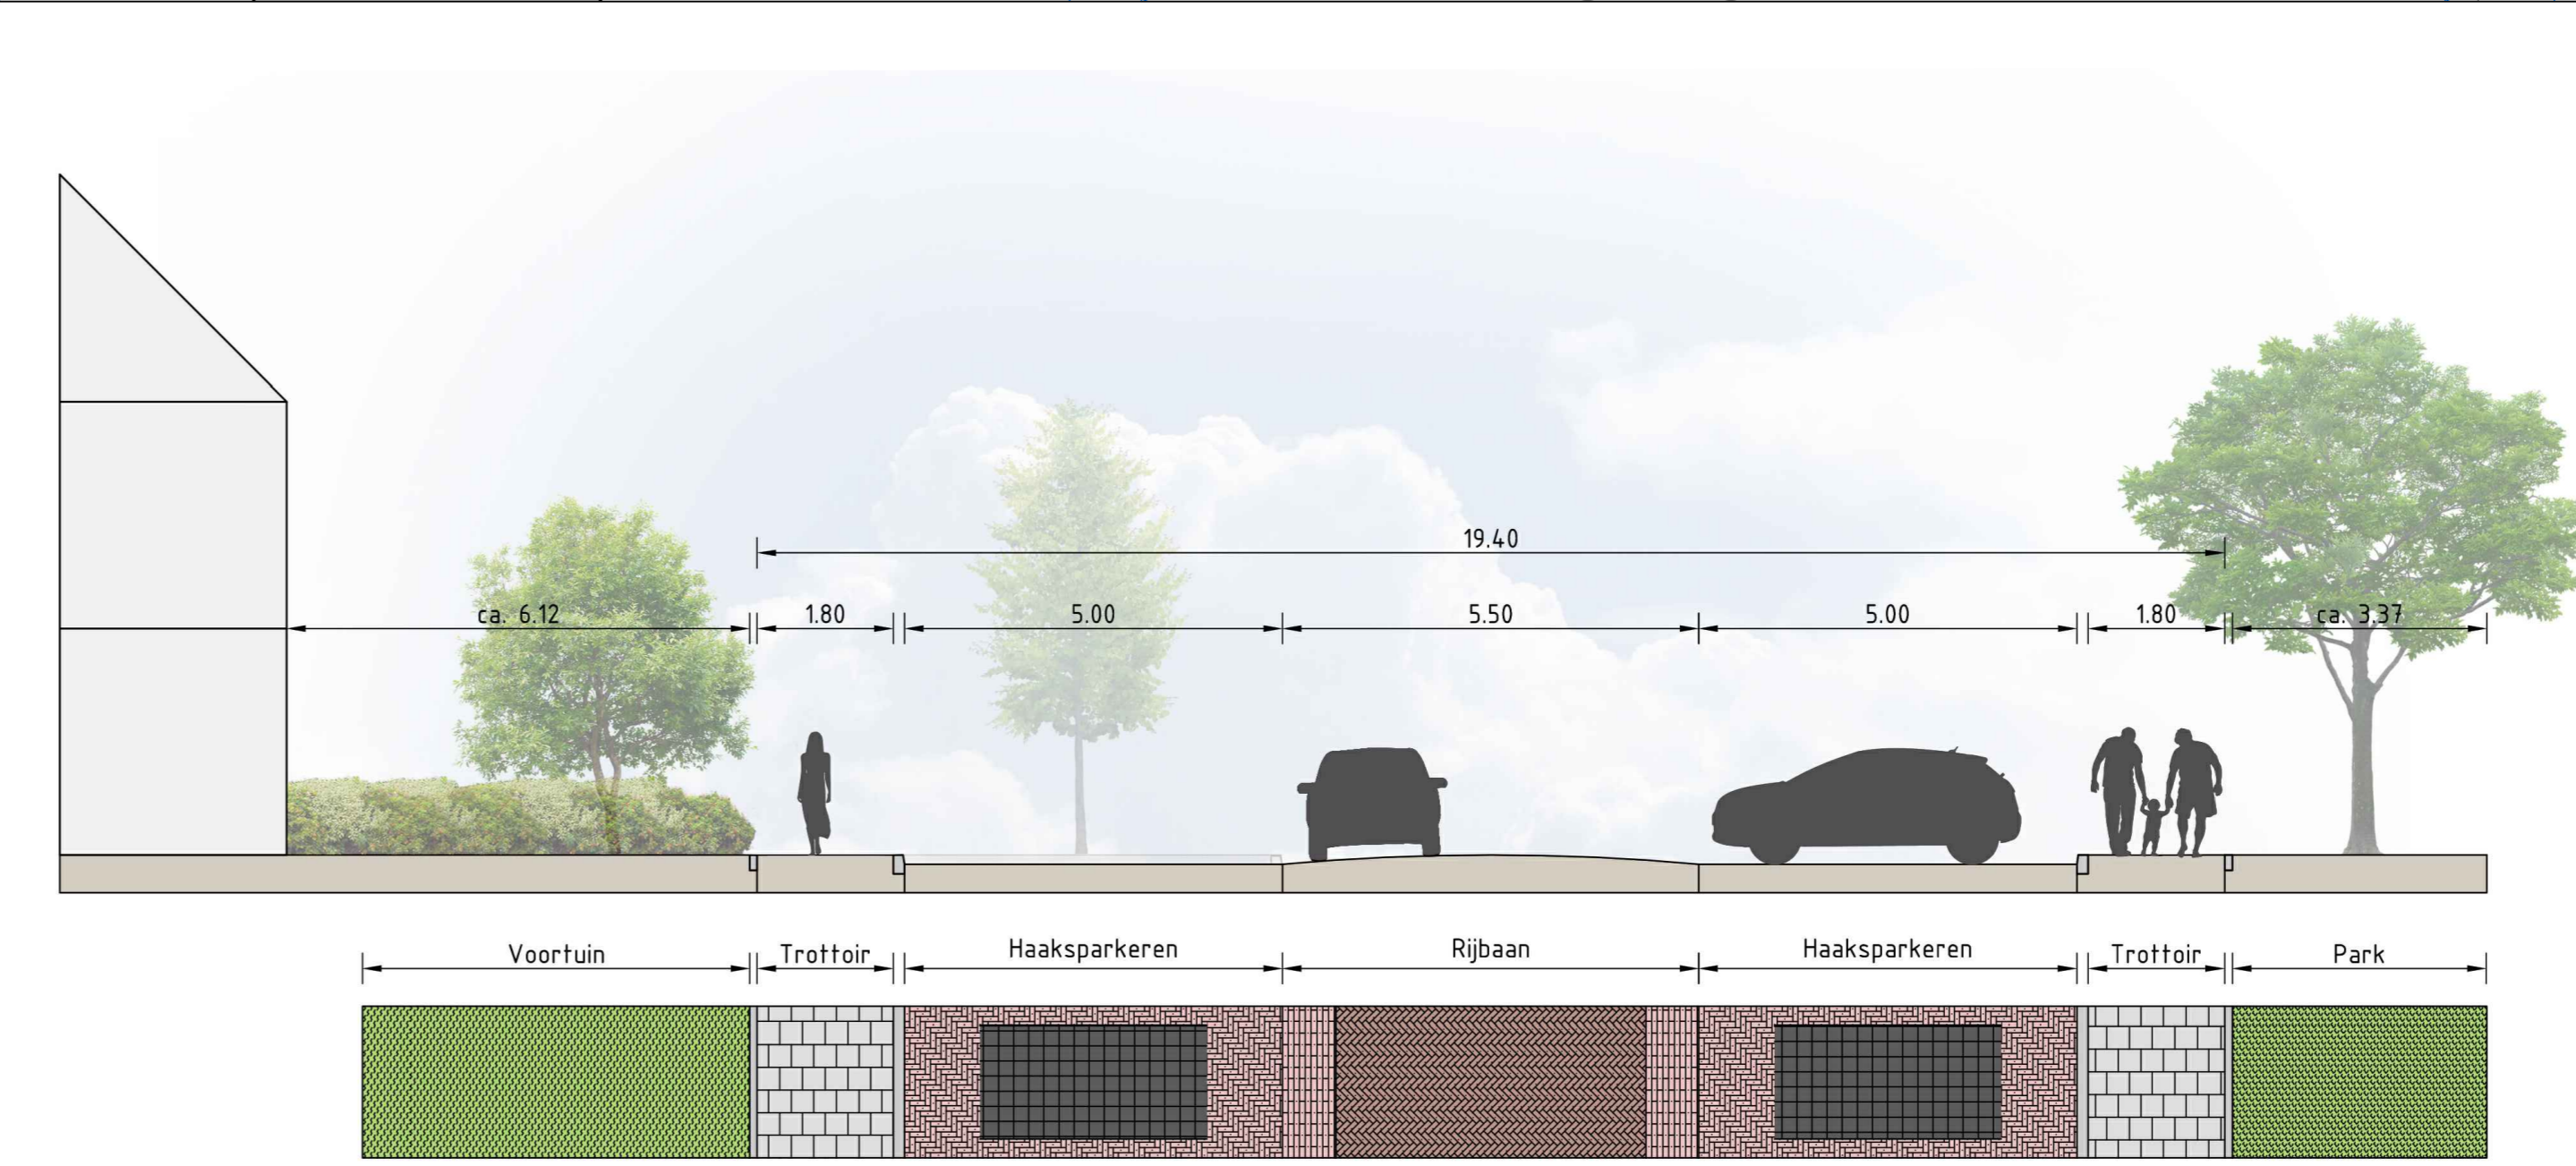 19.40
ca. 6.12 1.80 5.00 5.50 5.00 1.80 ca. 3.37
Voortuin Trottoir Haaksparkeren Rijbaan Haaksparkeren Trottoir Park